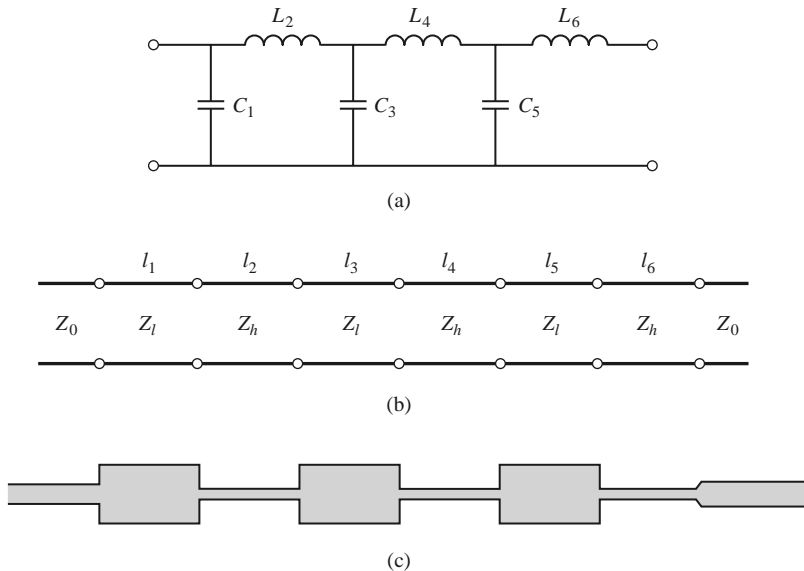 L2 L4 L6
C1 C3 C5
(a)
l1 l2 l3 l4 l5 l6
Z0 Zl Zh Zl Zh Zl Zh Z0
(b)
(c)